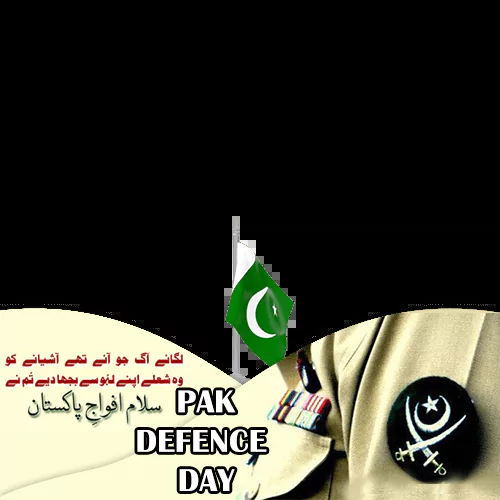 لگانے آگ جو آئے تھے آشیانے کو
وہ شعلے اپنے لہو سے بجھا دیے تم نے
سلام افواجِ پاکستان
PAK
DEFENCE
DAY